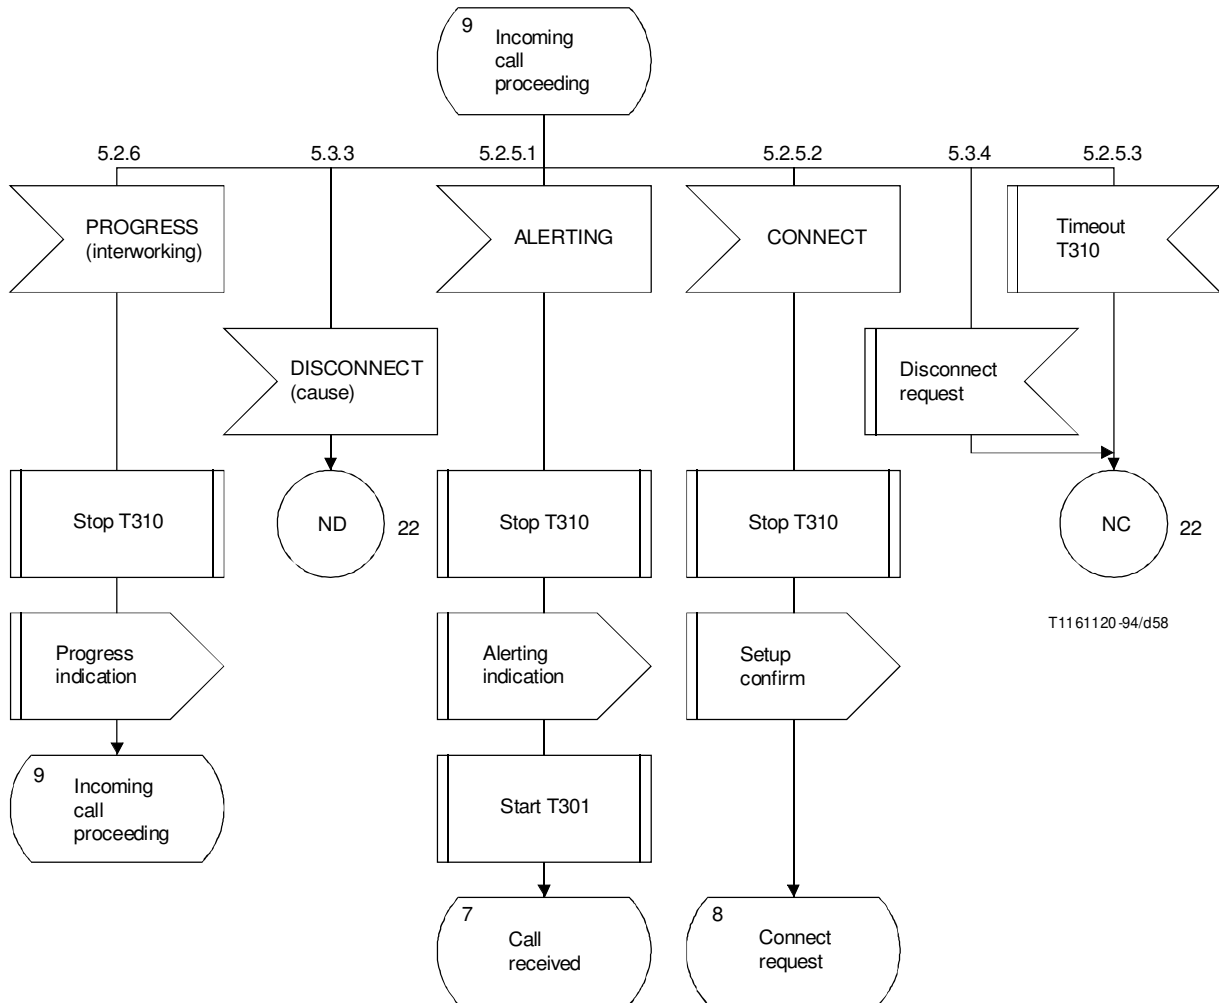 9
Incoming
call
proceeding
5.2.6
5.3.3
5.2.5.1
5.2.5.2
5.3.4
5.2.5.3
PROGRESS
(interworking)
ALERTING
CONNECT
Timeout
T310
DISCONNECT
(cause)
Disconnect
request
Stop T310
ND
22
Stop T310
Stop T310
NC
22
T1161120-94/d58
Progress
indication
Alerting
indication
Setup
confirm
9
Incoming
call
proceeding
Start T301
7
Call
received
8
Connect
request